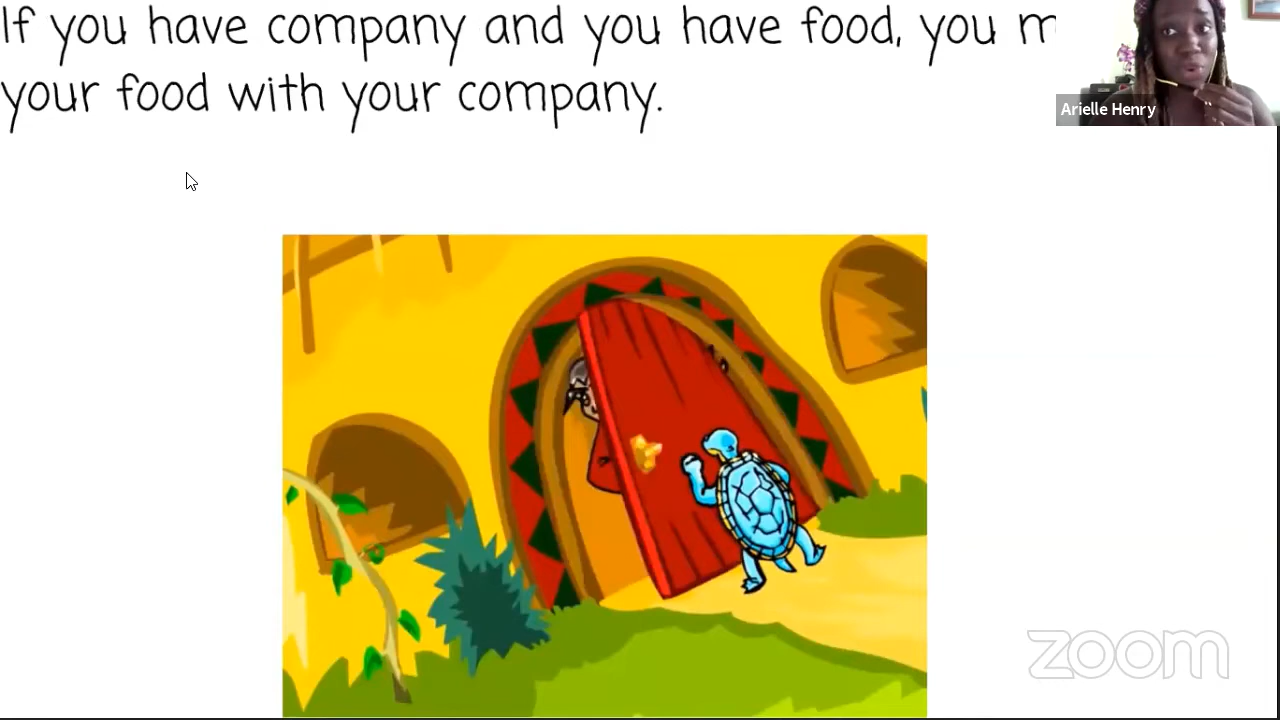 If you have company and you have food, you m
your food with your company.
Arielle Henry
zoom